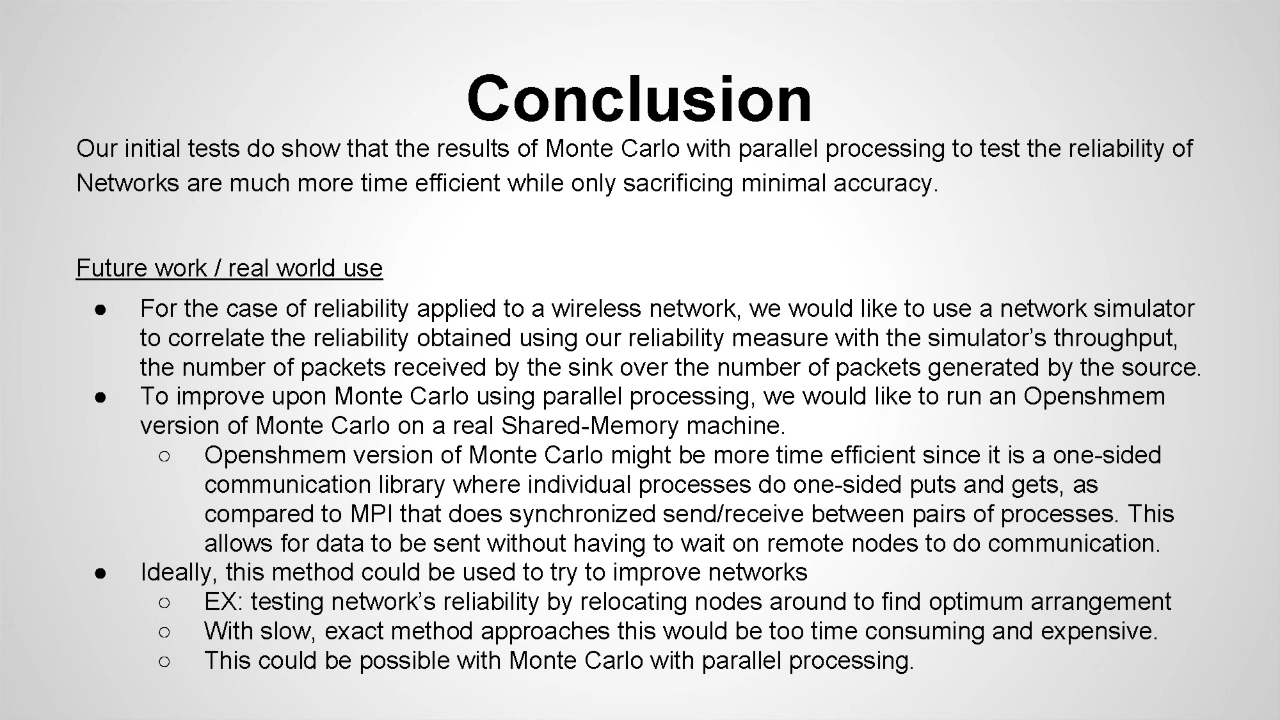 Conclusion
Our initial tests do show that the results of Monte Carlo with parallel processing to test the reliability of
Networks are much more time efficient while only sacrificing minimal accuracy.
Future work / real world use
● For the case of reliability applied to a wireless network, we would like to use a network simulator
to correlate the reliability obtained using our reliability measure with the simulator’s throughput,
the number of packets received by the sink over the number of packets generated by the source.
● To improve upon Monte Carlo using parallel processing, we would like to run an Openshmem
version of Monte Carlo on a real Shared-Memory machine.
○ Openshmem version of Monte Carlo might be more time efficient since it is a one-sided
communication library where individual processes do one-sided puts and gets, as
compared to MPI that does synchronized send/receive between pairs of processes. This
allows for data to be sent without having to wait on remote nodes to do communication.
● Ideally, this method could be used to try to improve networks
○ EX: testing network’s reliability by relocating nodes around to find optimum arrangement
○ With slow, exact method approaches this would be too time consuming and expensive.
○ This could be possible with Monte Carlo with parallel processing.